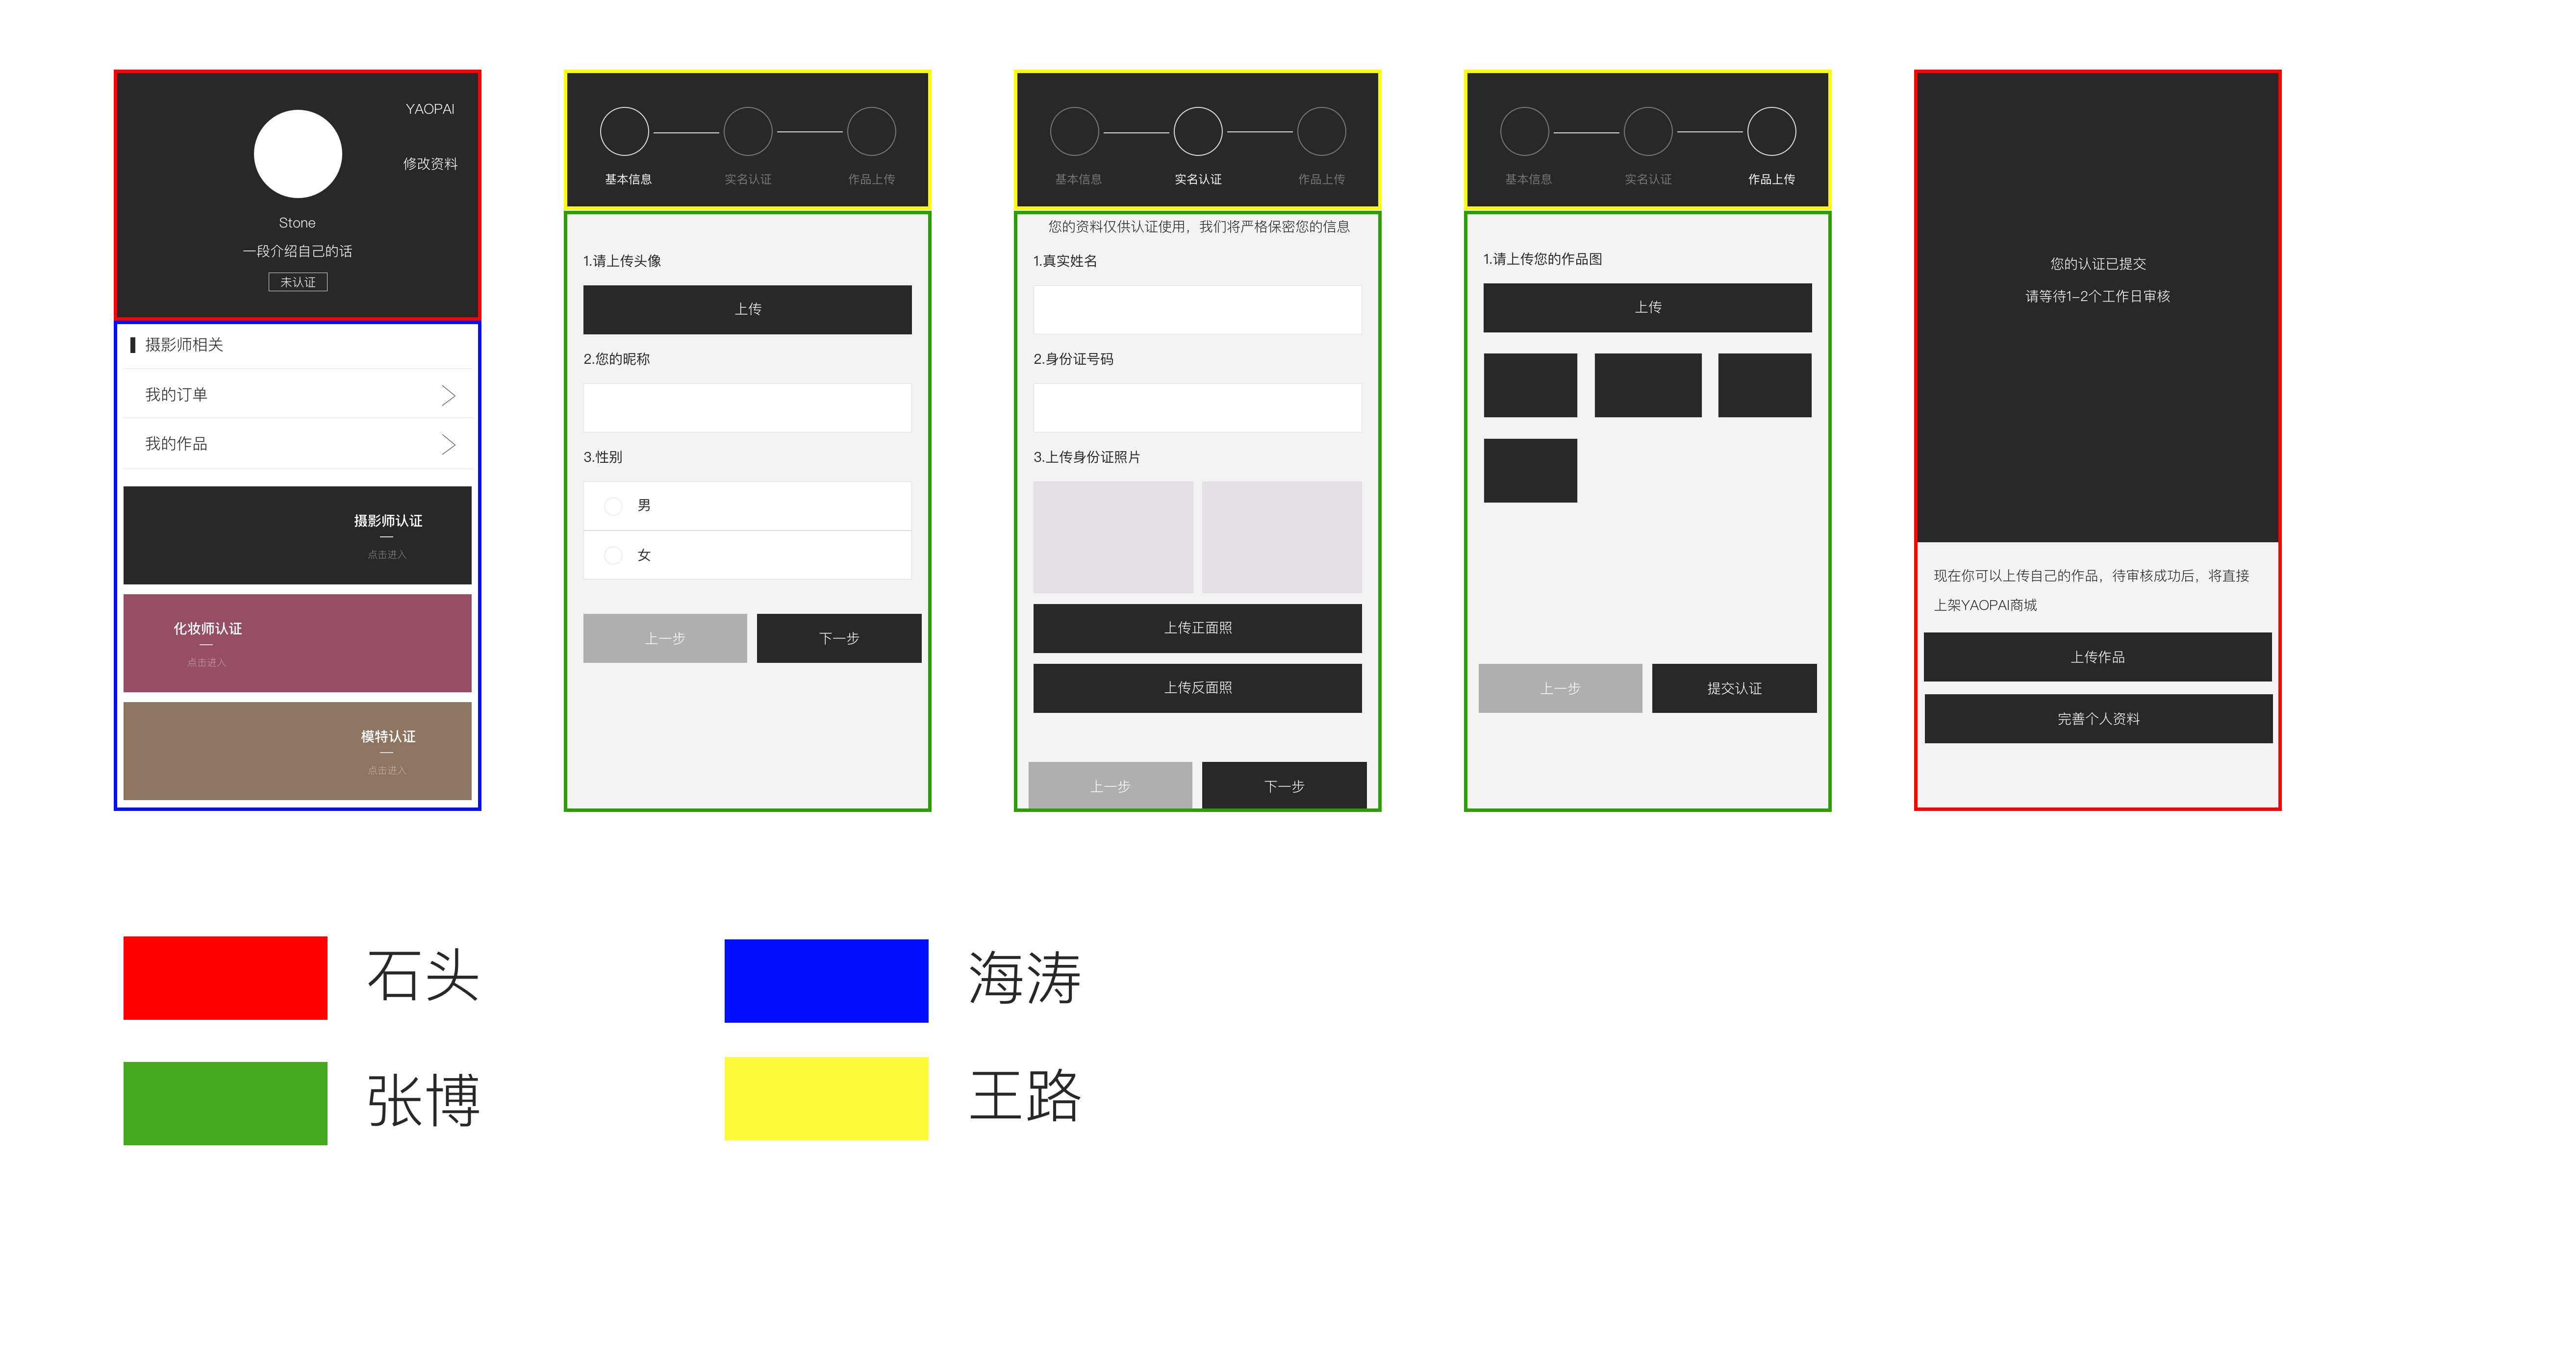 YAOPAI
修改资料
Stone
一段介绍自己的话
未认证
摄影师相关
我的订单
我的作品
摄影师认证
点击进入
化妆师认证
点击进入
模特认证
点击进入
基本信息 实名认证 作品上传
1.请上传头像
上传
2.您的昵称
3.性别
男
女
上一步 下一步
基本信息 实名认证 作品上传
您的资料仅供认证使用，我们将严格保密您的信息
1.真实姓名
2.身份证号码
3.上传身份证照片
上传正面照
上传反面照
上一步 下一步
基本信息 实名认证 作品上传
1.请上传您的作品图
上传
上一步 提交认证
您的认证已提交
请等待1-2个工作日审核
现在你可以上传自己的作品，待审核成功后，将直接
上架YAOPAI商城
上传作品
完善个人资料
石头 海涛
张博 王路